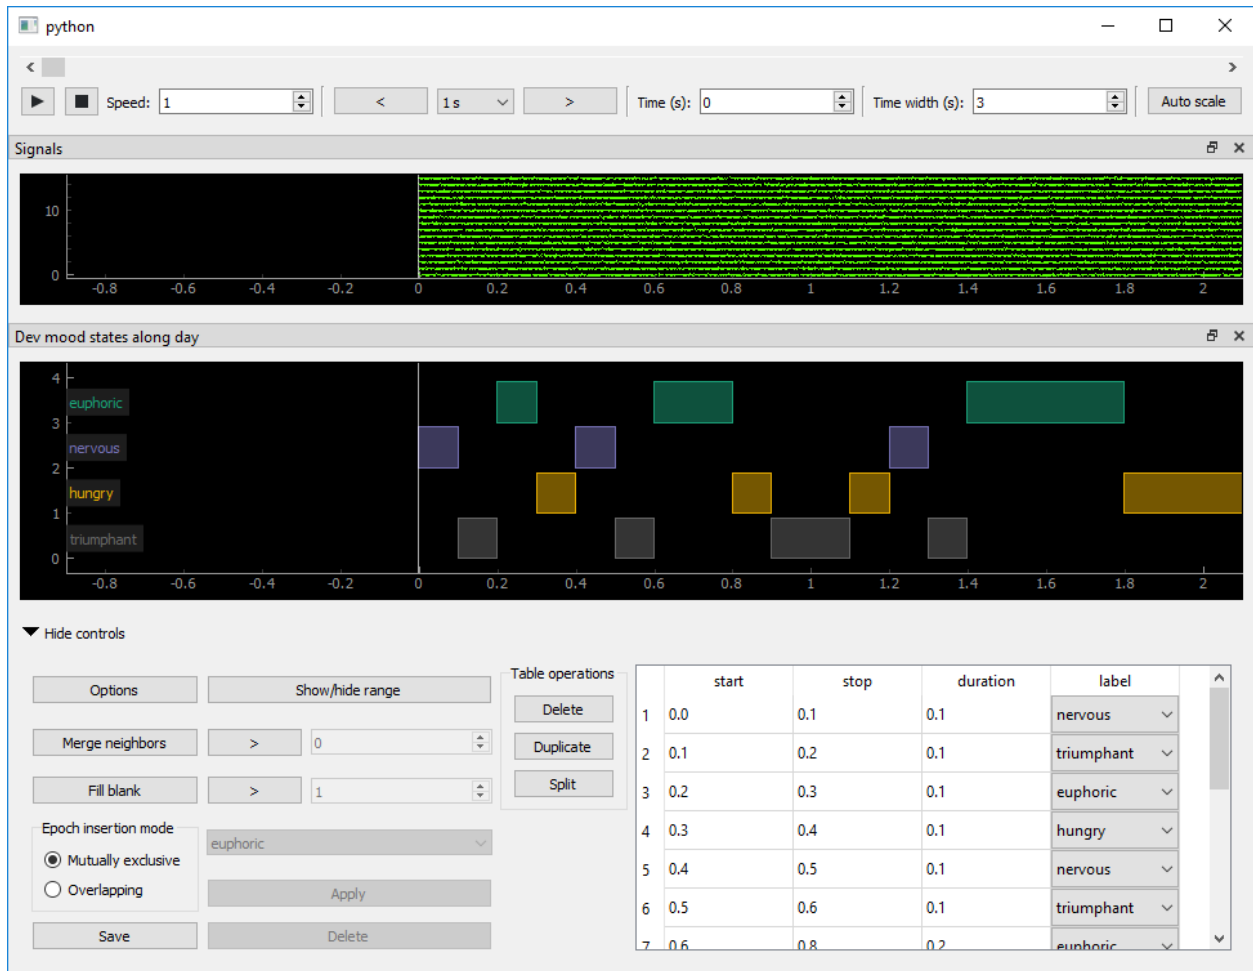 python
Speed: 1 < 1 s > Time (s): 0 Time width (s): 3 Auto scale
Signals
10
0
-0.8 -0.6 -0.4 -0.2 0 0.2 0.4 0.6 0.8 1 1.2 1.4 1.6 1.8 2
Dev mood states along day
4
euphoric
3
nervous
2
hungry
1
triumphant
0
-0.8 -0.6 -0.4 -0.2 0 0.2 0.4 0.6 0.8 1 1.2 1.4 1.6 1.8 2
Hide controls
Options Show/hide range
Merge neighbors > 0
Fill blank > 1
Epoch insertion mode
Mutually exclusive
Overlapping
euphoric
Apply
Save Delete
Table operations
Delete
Duplicate
Split
start stop duration label
1 0.0 0.1 0.1 nervous
2 0.1 0.2 0.1 triumphant
3 0.2 0.3 0.1 euphoric
4 0.3 0.4 0.1 hungry
5 0.4 0.5 0.1 nervous
6 0.5 0.6 0.1 triumphant
7 0.6 0.8 0.2 euphoric